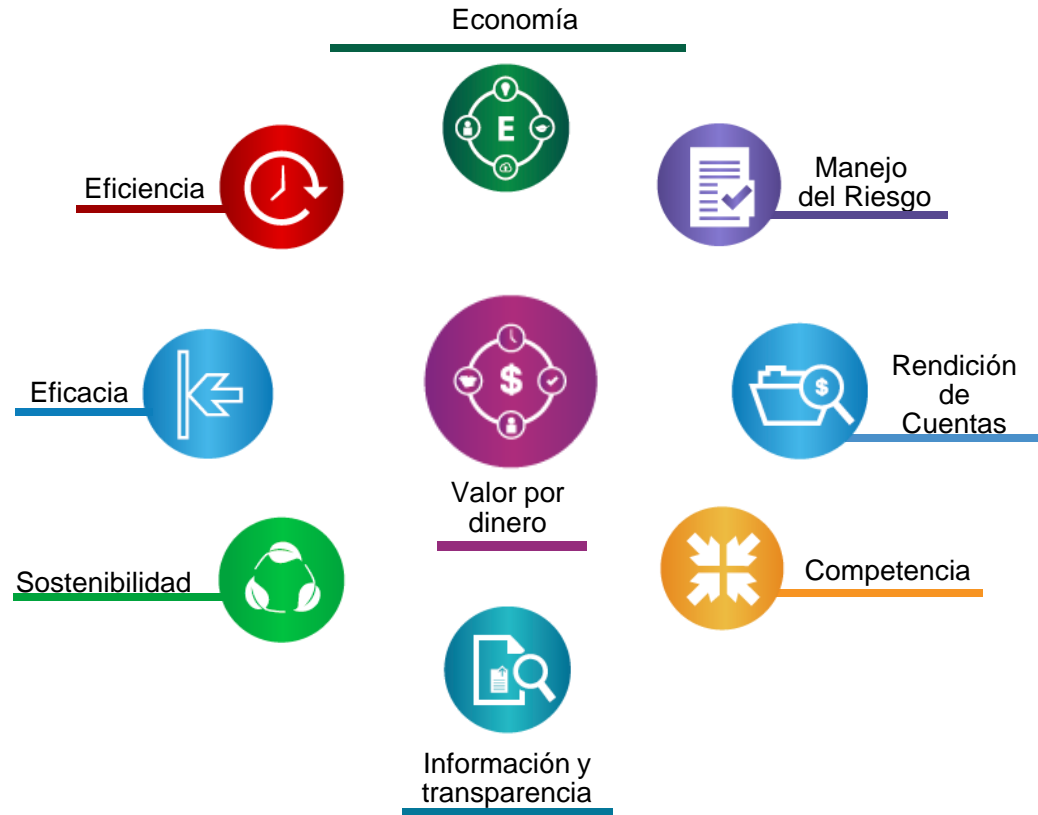 Economía
E
Eficiencia
Manejo
del Riesgo
Eficacia
$
Valor por
dinero
$
Rendición
de
Cuentas
Sostenibilidad
Competencia
Información y
transparencia